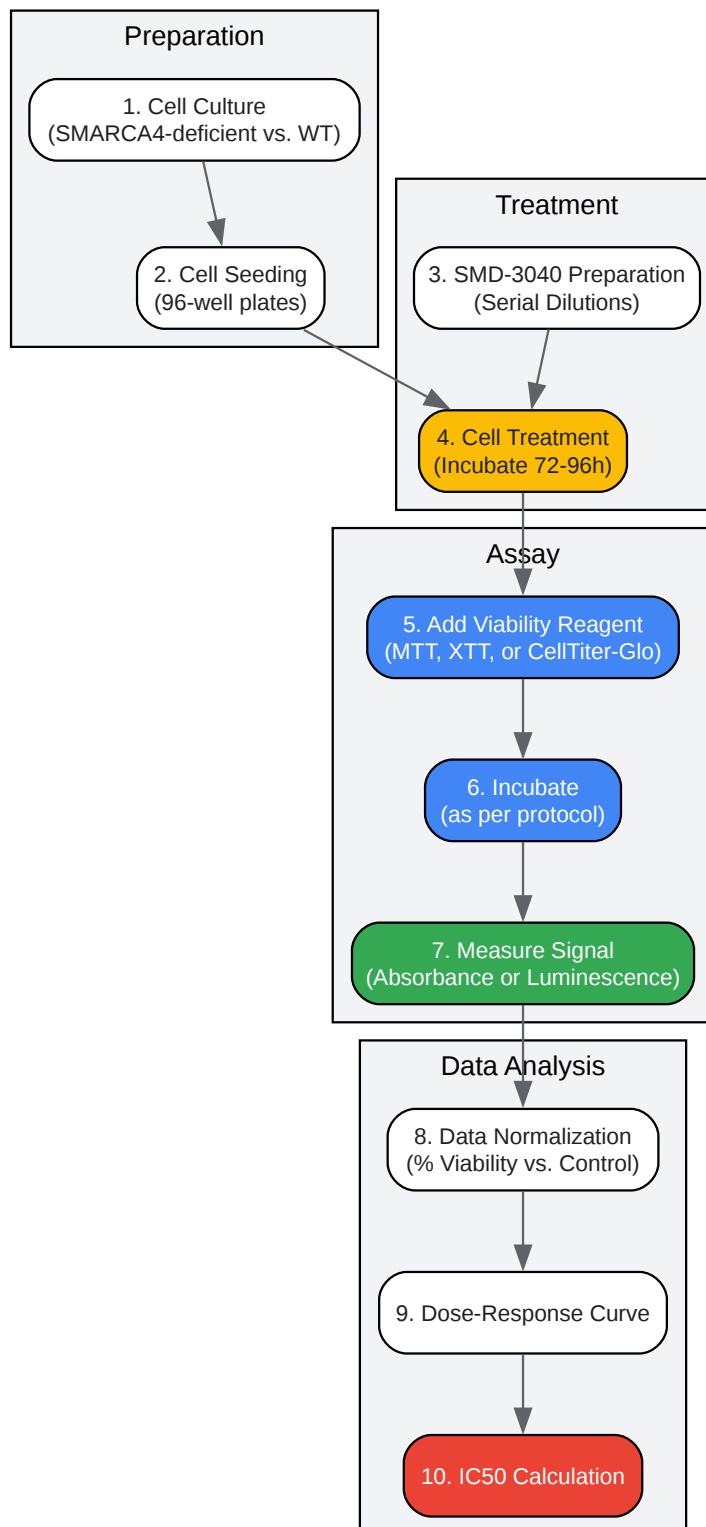 Preparation
1. Cell Culture
(SMARCA4-deficient vs. WT)
2. Cell Seeding
(96-well plates)
Treatment
3. SMD-3040 Preparation
(Serial Dilutions)
4. Cell Treatment
(Incubate 72-96h)
Assay
5. Add Viability Reagent
(MTT, XTT, or CellTiter-Glo)
6. Incubate
(as per protocol)
7. Measure Signal
(Absorbance or Luminescence)
Data Analysis
8. Data Normalization
(% Viability vs. Control)
9. Dose-Response Curve
10. IC50 Calculation